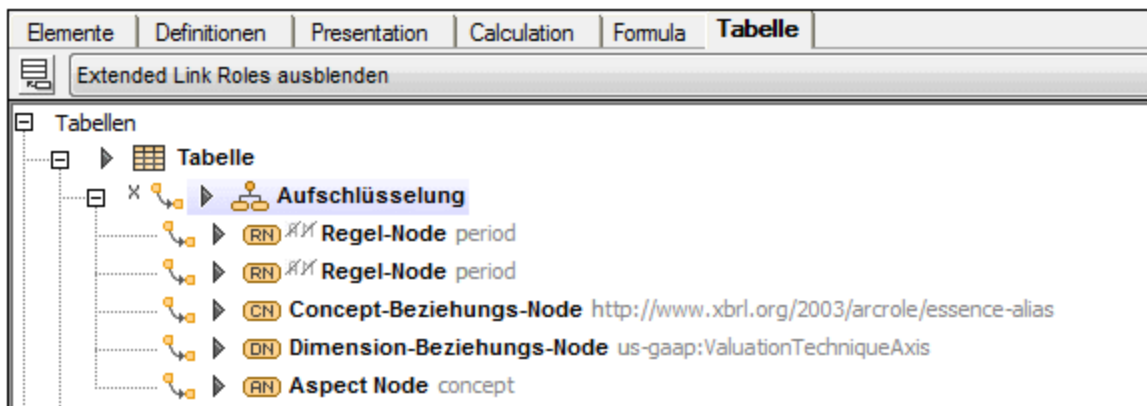 Elemente Definitionen Presentation Calculation Formula Tabelle
Extended Link Roles ausblenden
Tabellen
Tabelle
x Aufschlüsselung
RN Regel-Node period
RN Regel-Node period
CN Concept-Beziehungs-Node http://www.xbrl.org/2003/arcrole/essence-alias
DN Dimension-Beziehungs-Node us-gaap:ValuationTechniqueAxis
AN Aspect Node concept